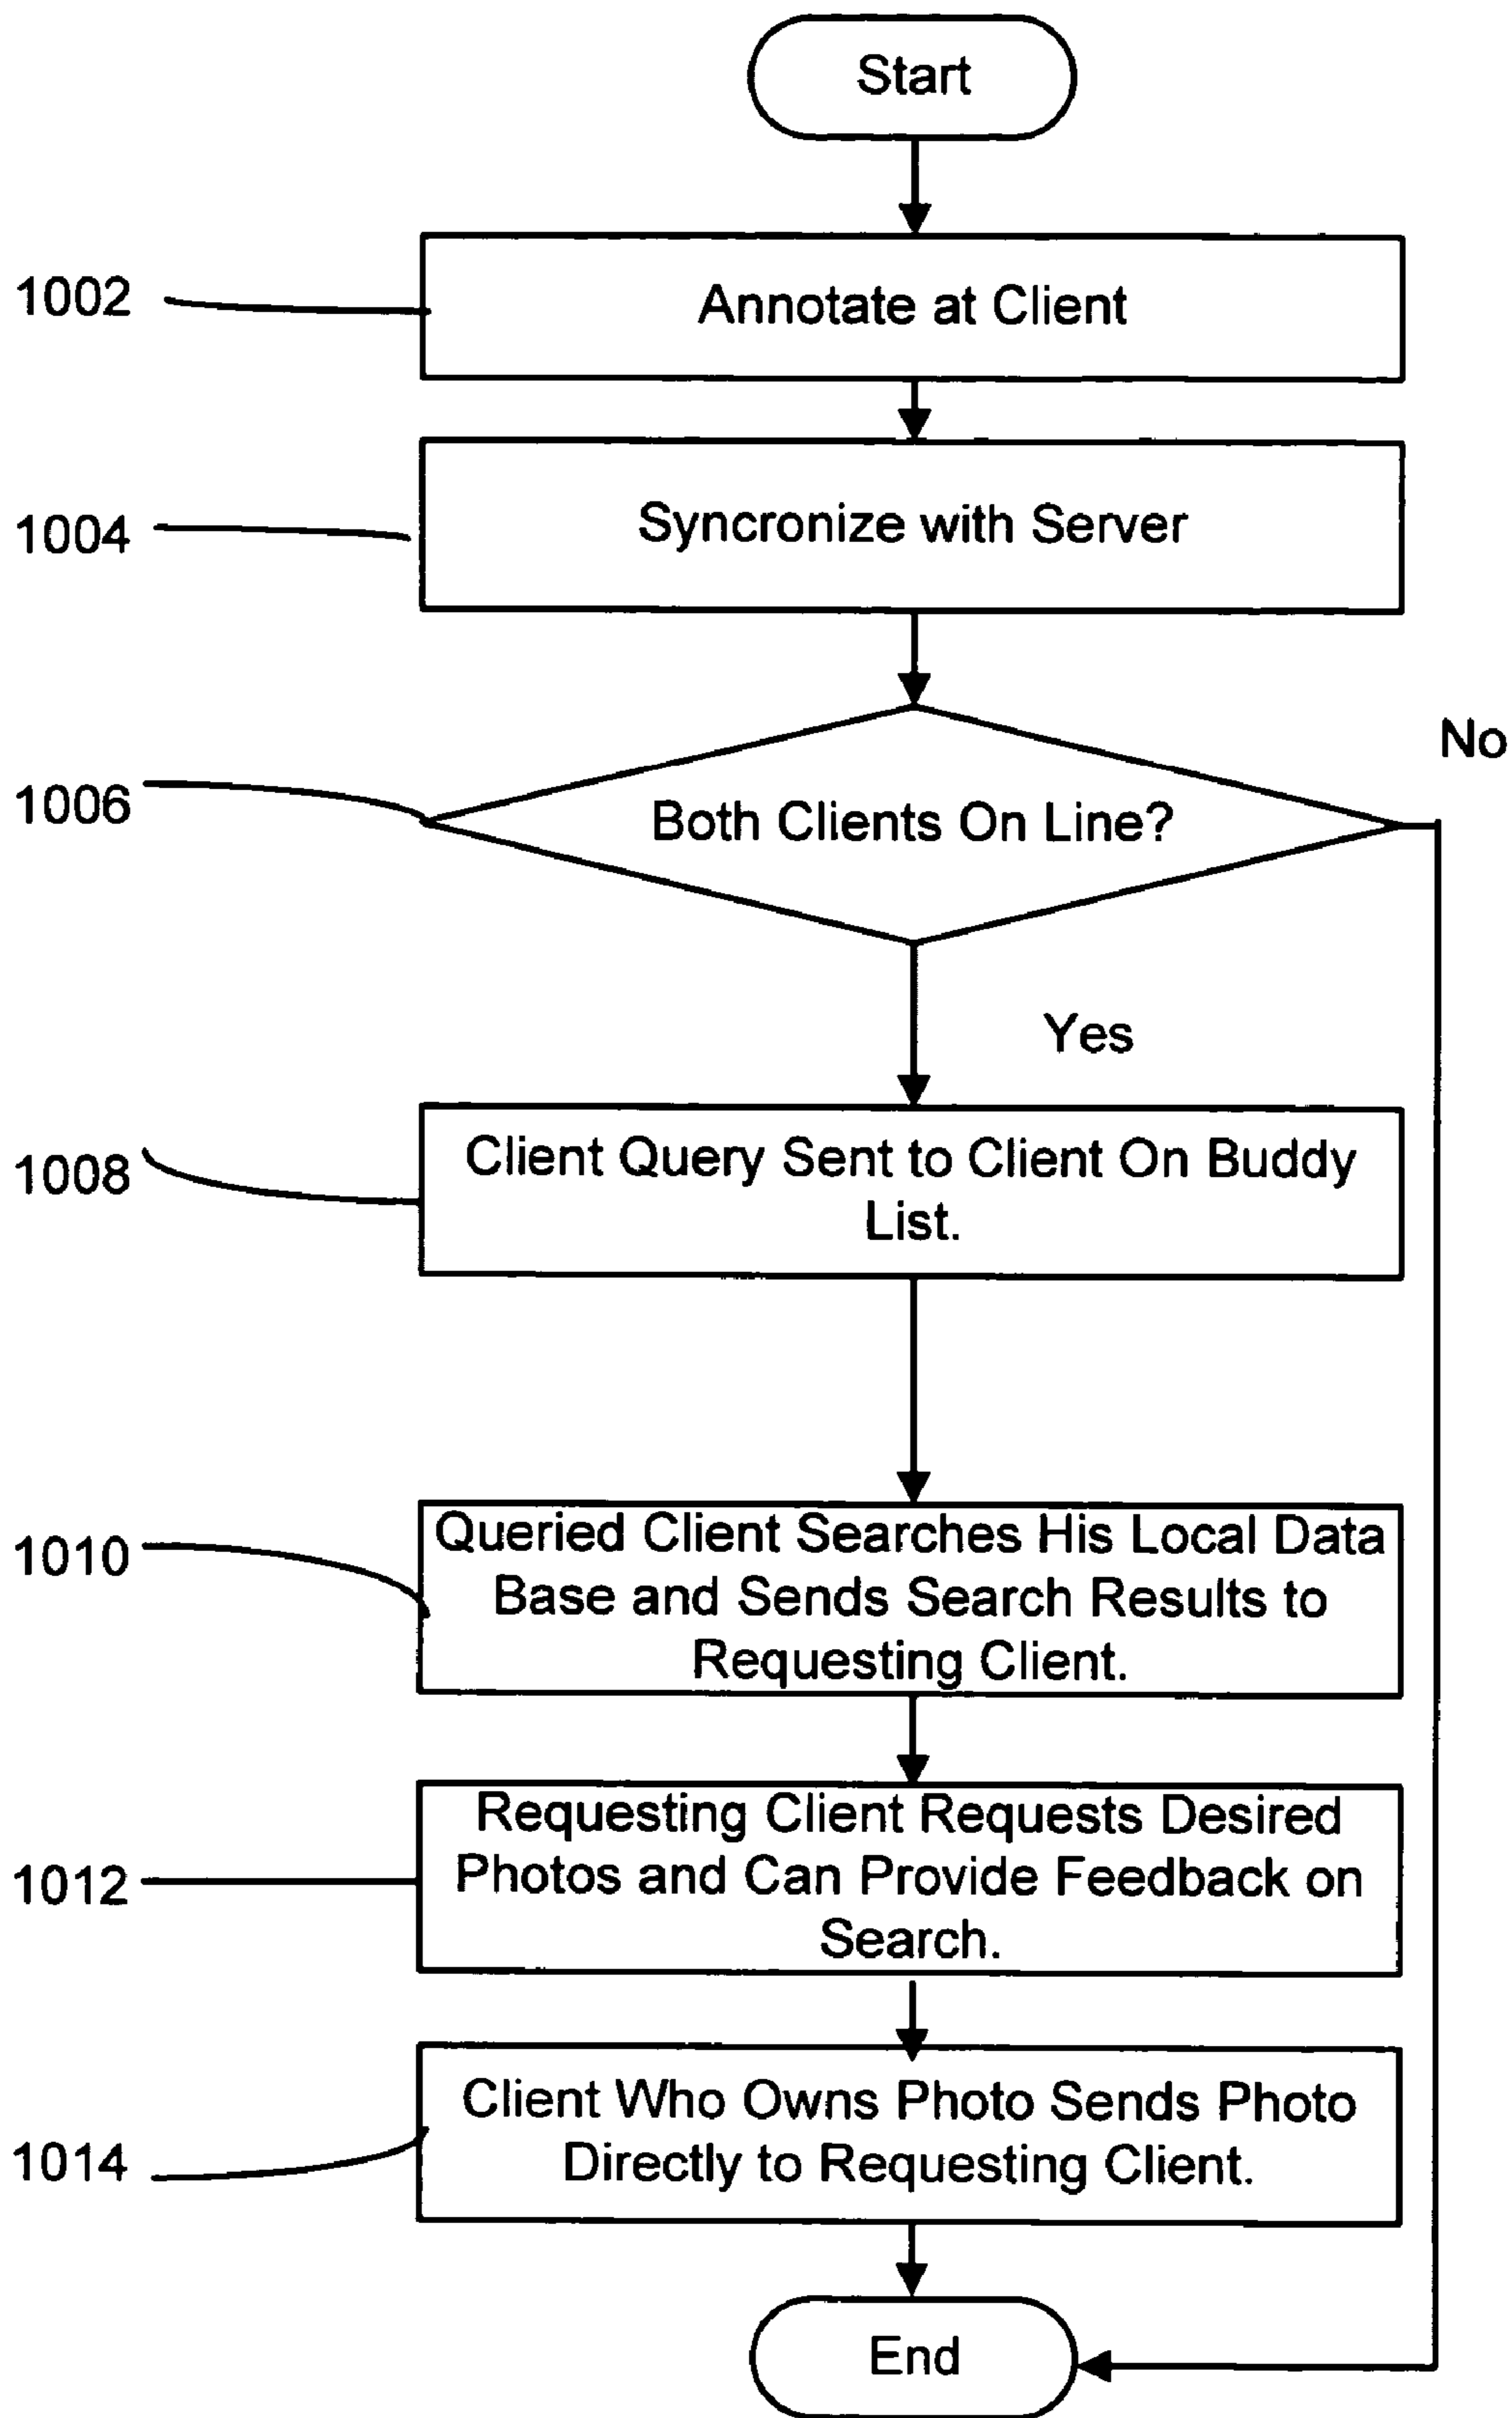 Start
1002
Annotate at Client
1004
Syncronize with Server
No
1006
Both Clients On Line?
Yes
1008
Client Query Sent to Client On Buddy
List.
1010
Queried Client Searches His Local Data
Base and Sends Search Results to
Requesting Client.
1012
Requesting Client Requests Desired
Photos and Can Provide Feedback on
Search.
1014
Client Who Owns Photo Sends Photo
Directly to Requesting Client.
End